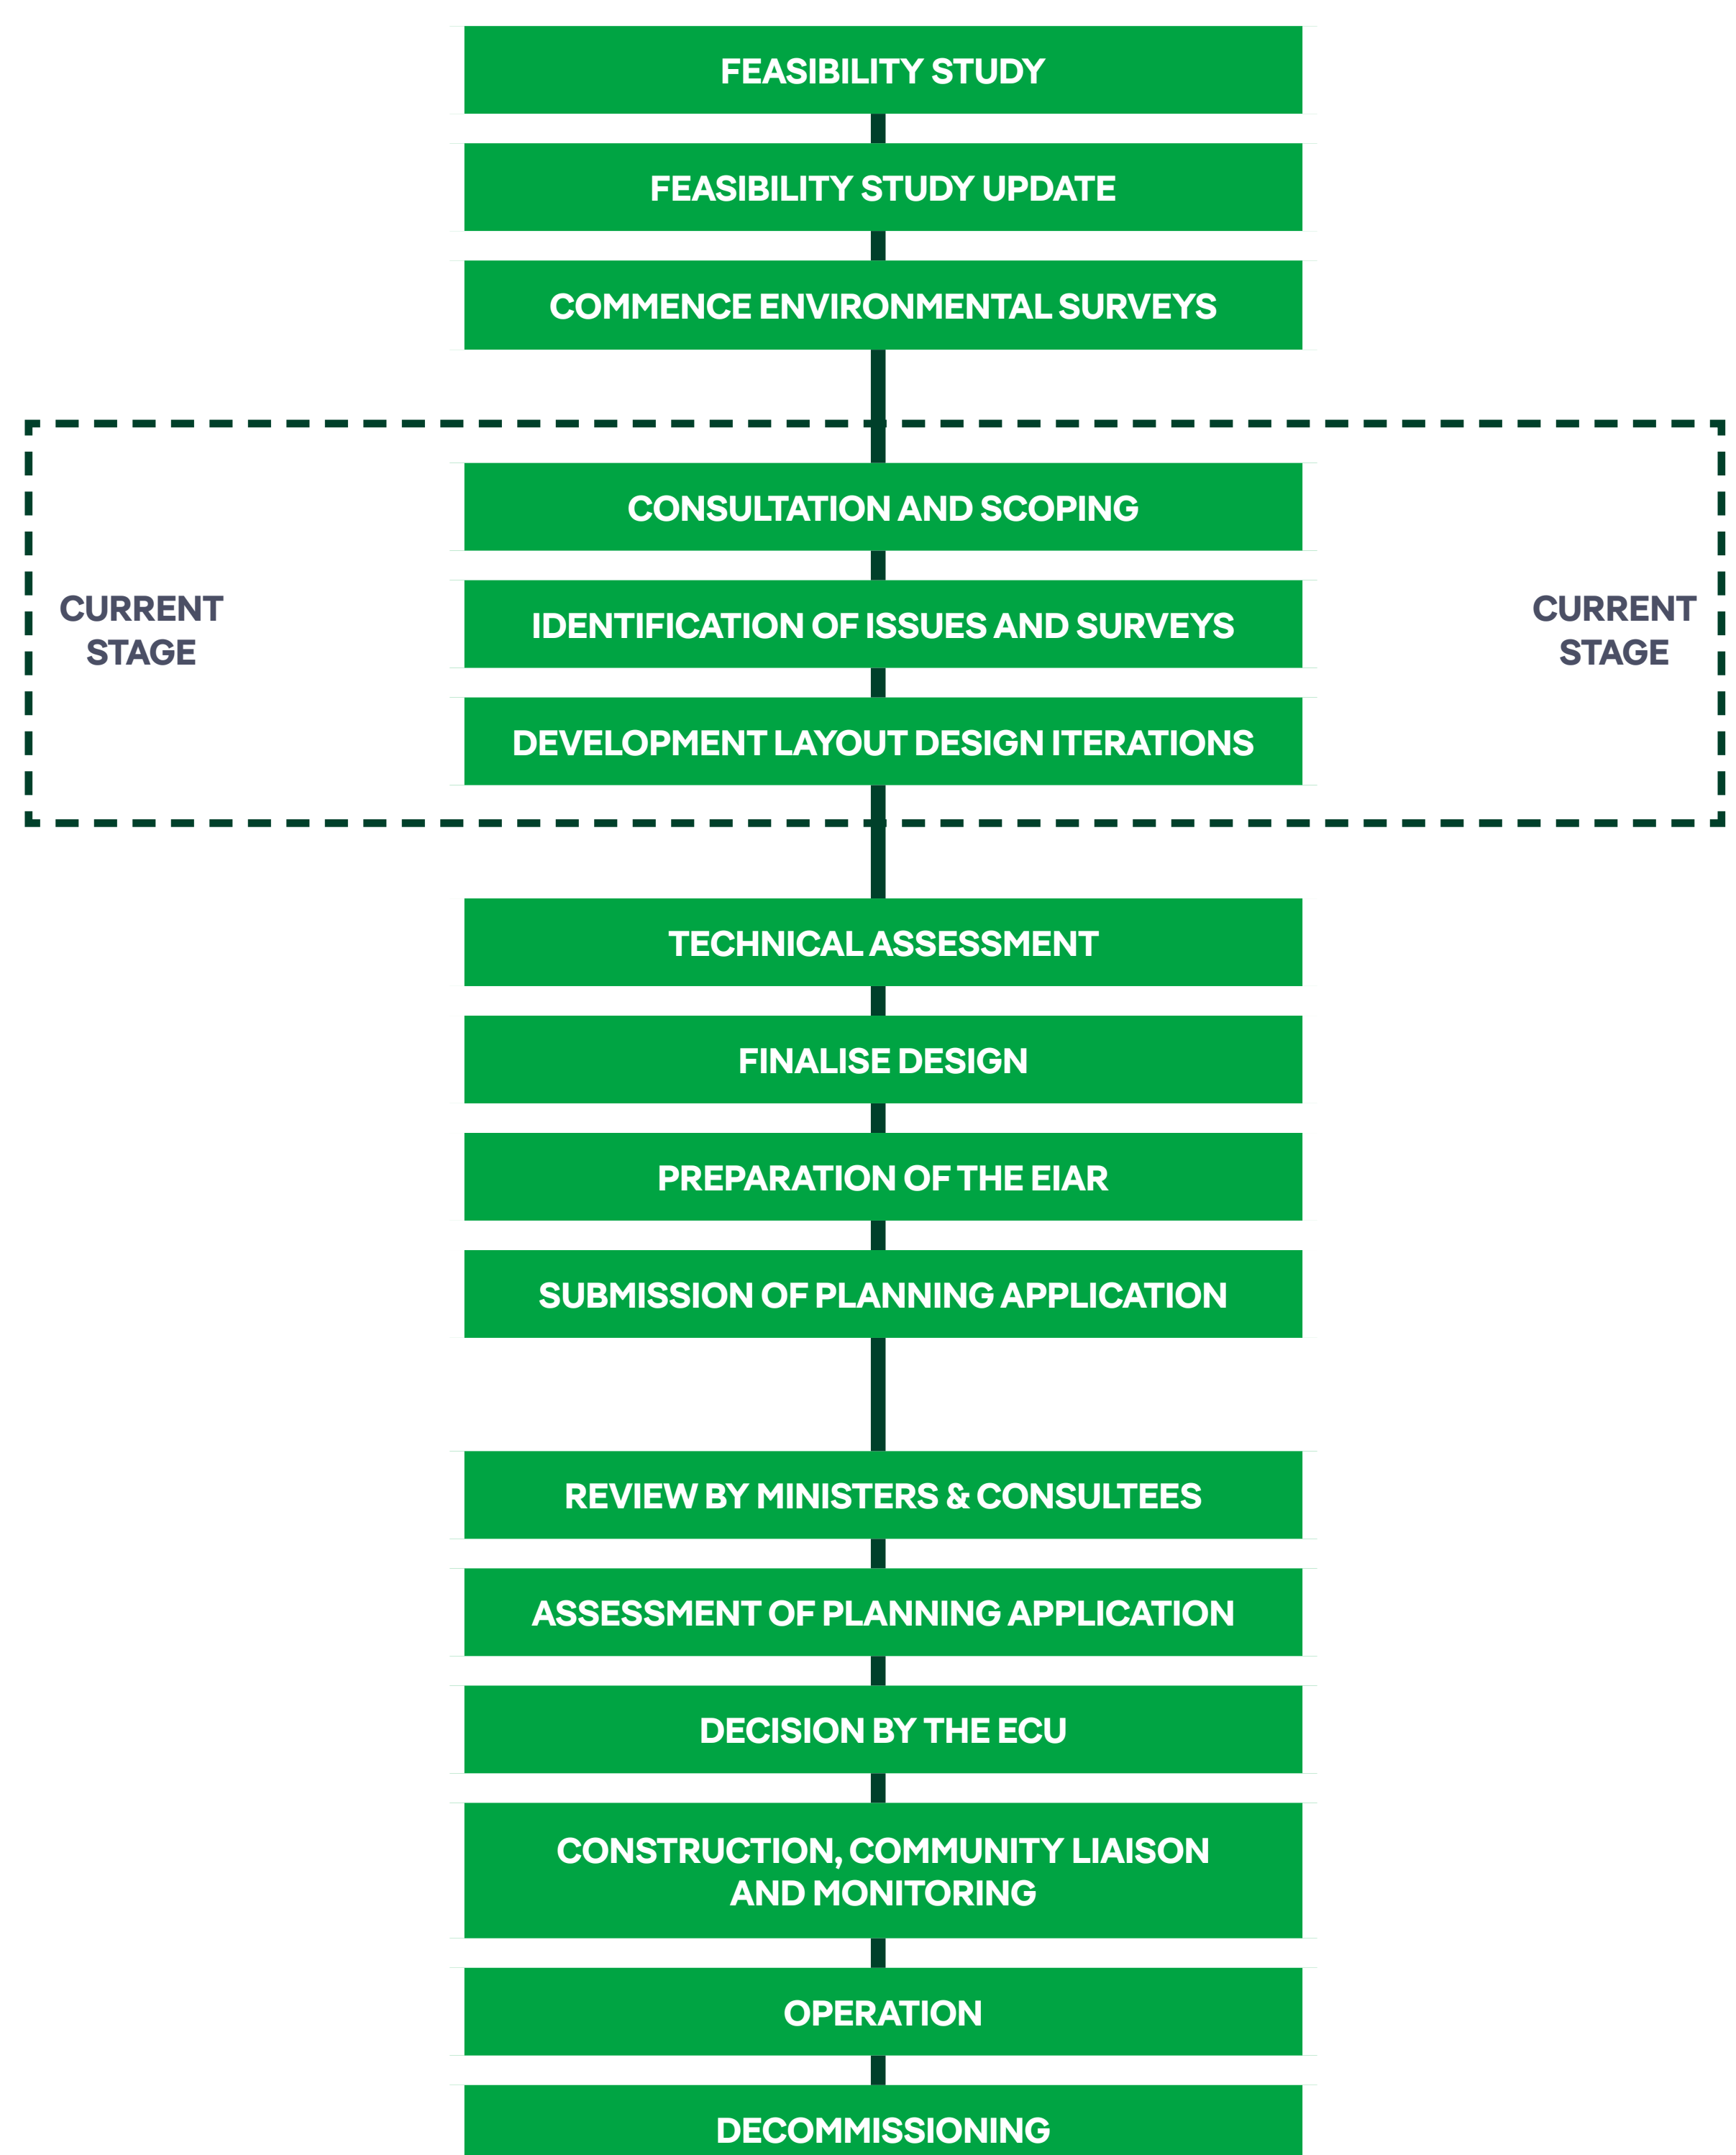 FEASIBILITY STUDY
FEASIBILITY STUDY UPDATE
COMMENCE ENVIRONMENTAL SURVEYS
CONSULTATION AND SCOPING
CURRENT
STAGE
IDENTIFICATION OF ISSUES AND SURVEYS
CURRENT
STAGE
DEVELOPMENT LAYOUT DESIGN ITERATIONS
TECHNICAL ASSESSMENT
FINALISE DESIGN
PREPARATION OF THE EIAR
SUBMISSION OF PLANNING APPLICATION
REVIEW BY MINISTERS & CONSULTEES
ASSESSMENT OF PLANNING APPLICATION
DECISION BY THE ECU
CONSTRUCTION, COMMUNITY LIAISON
AND MONITORING
OPERATION
DECOMMISSIONING